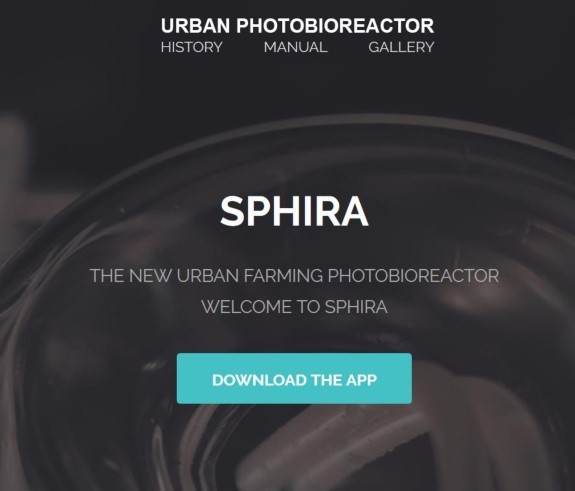 URBAN PHOTOBIOREACTOR
HISTORY MANUAL GALLERY
SPHIRA
THE NEW URBAN FARMING PHOTOBIOREACTOR
WELCOME TO SPHIRA
DOWNLOAD THE APP